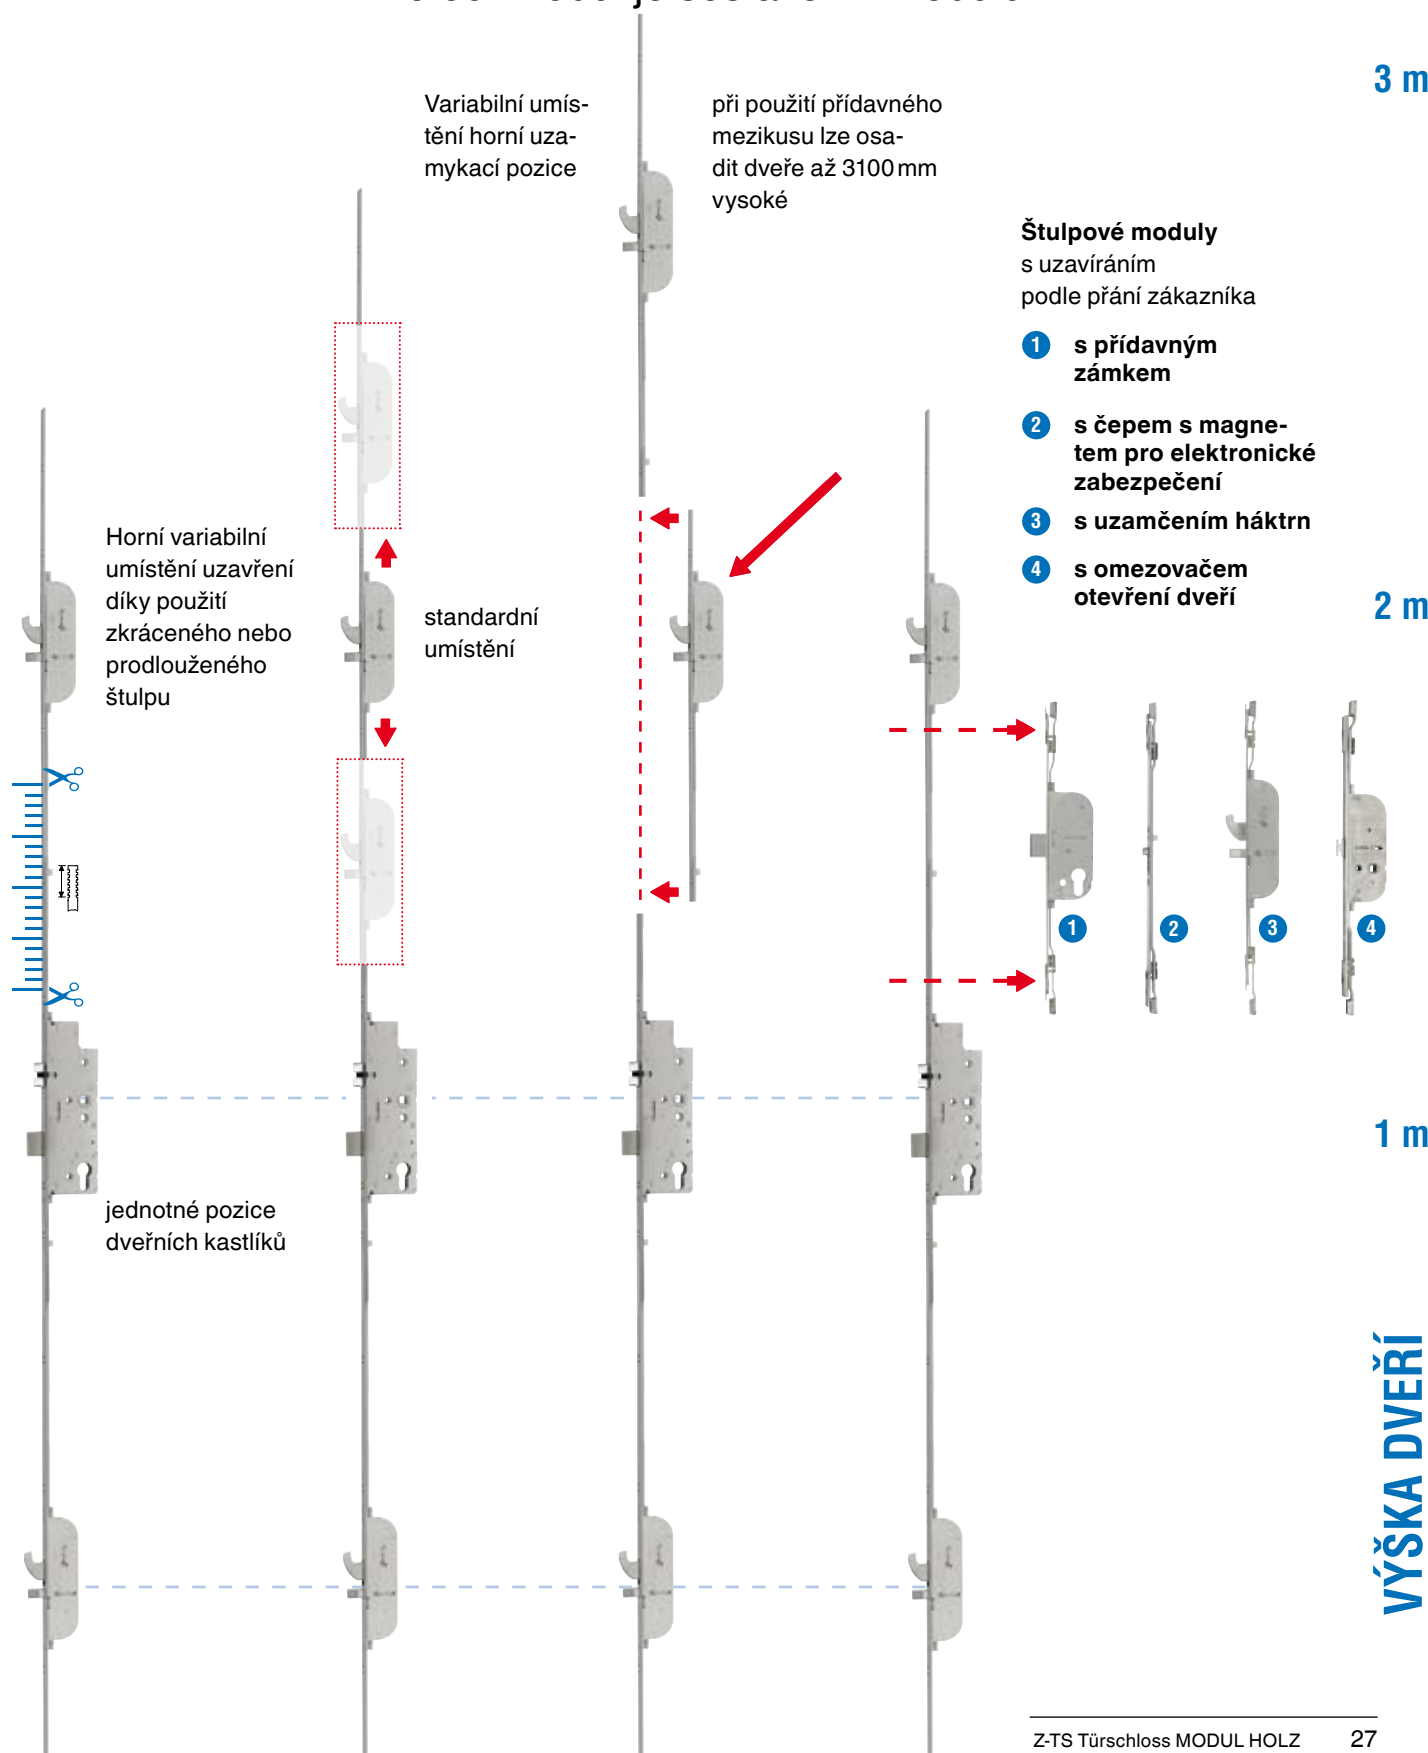 3 m
Variabilní umís-
tění horní uza-
mykací pozice
při použití přídavného
mezikusu lze osa-
dit dveře až 3100 mm
vysoké
Štulpové moduly
s uzavíráním
podle přání zákazníka
1 s přídavným
zámkem
2 s čepem s magne-
tem pro elektronické
zabezpečení
3 s uzamčením háktrn
4 s omezovačem
otevření dveří
Horní variabilní
umístění uzavření
díky použití
zkráceného nebo
prodlouženého
štulpu
standardní
umístění
2 m
1
2
3
4
1 m
jednotné pozice
dveřních kastlíků
VÝŠKA DVEŘÍ
Z-TS Türschloss MODUL HOLZ 27